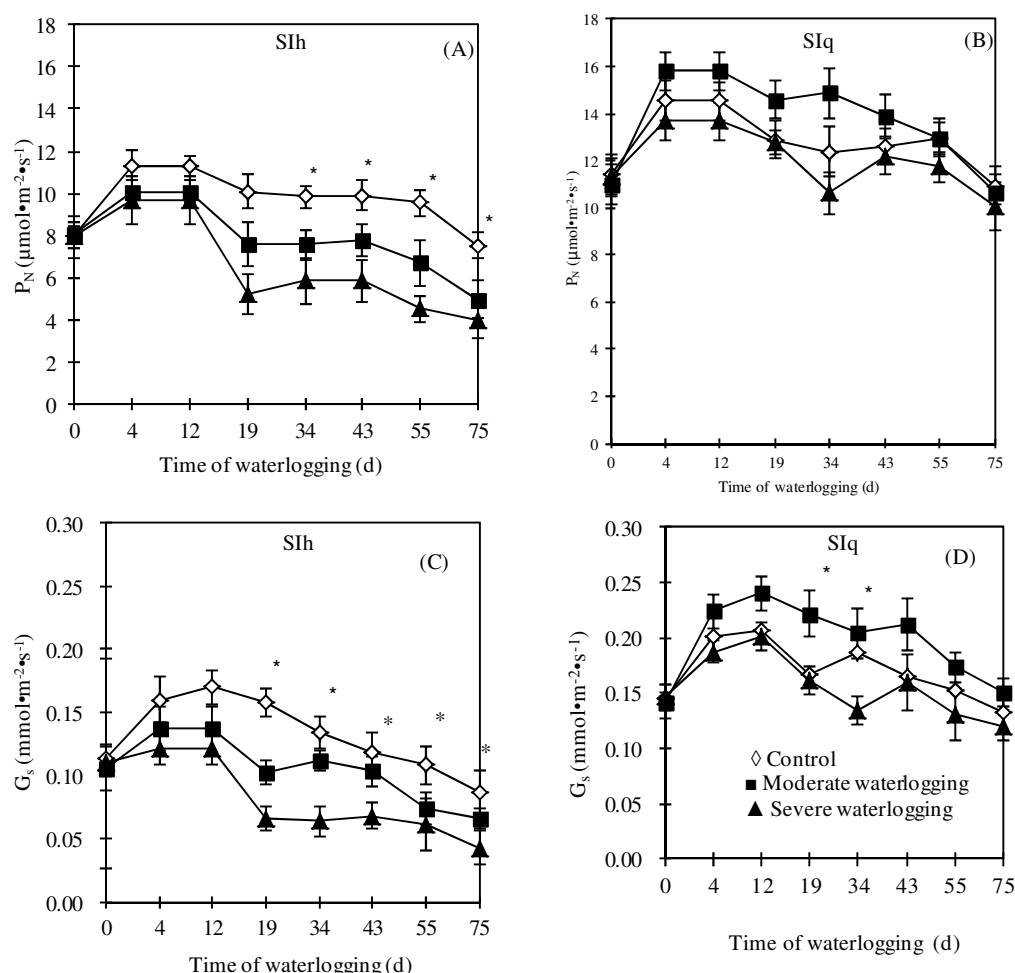 SIh
(A)
18
16
14
12
10
8
6
4
2
0
P_N (μmol•m⁻²•s⁻¹)
*
*
*
*
0 4 12 19 34 43 55 75
Time of waterlogging (d)
SIq
(B)
18
16
14
12
10
8
6
4
2
0
P_N (μmol•m⁻²•s⁻¹)
0 4 12 19 34 43 55 75
Time of waterlogging (d)
SIh
(C)
0.30
0.25
0.20
0.15
0.10
0.05
0.00
G_s (mmol•m⁻²•s⁻¹)
*
*
*
*
*
0 4 12 19 34 43 55 75
Time of waterlogging (d)
SIq
(D)
0.30
0.25
0.20
0.15
0.10
0.05
0.00
G_s (mmol•m⁻²•s⁻¹)
*
*
Control
Moderate waterlogging
Severe waterlogging
0 4 12 19 34 43 55 75
Time of waterlogging (d)